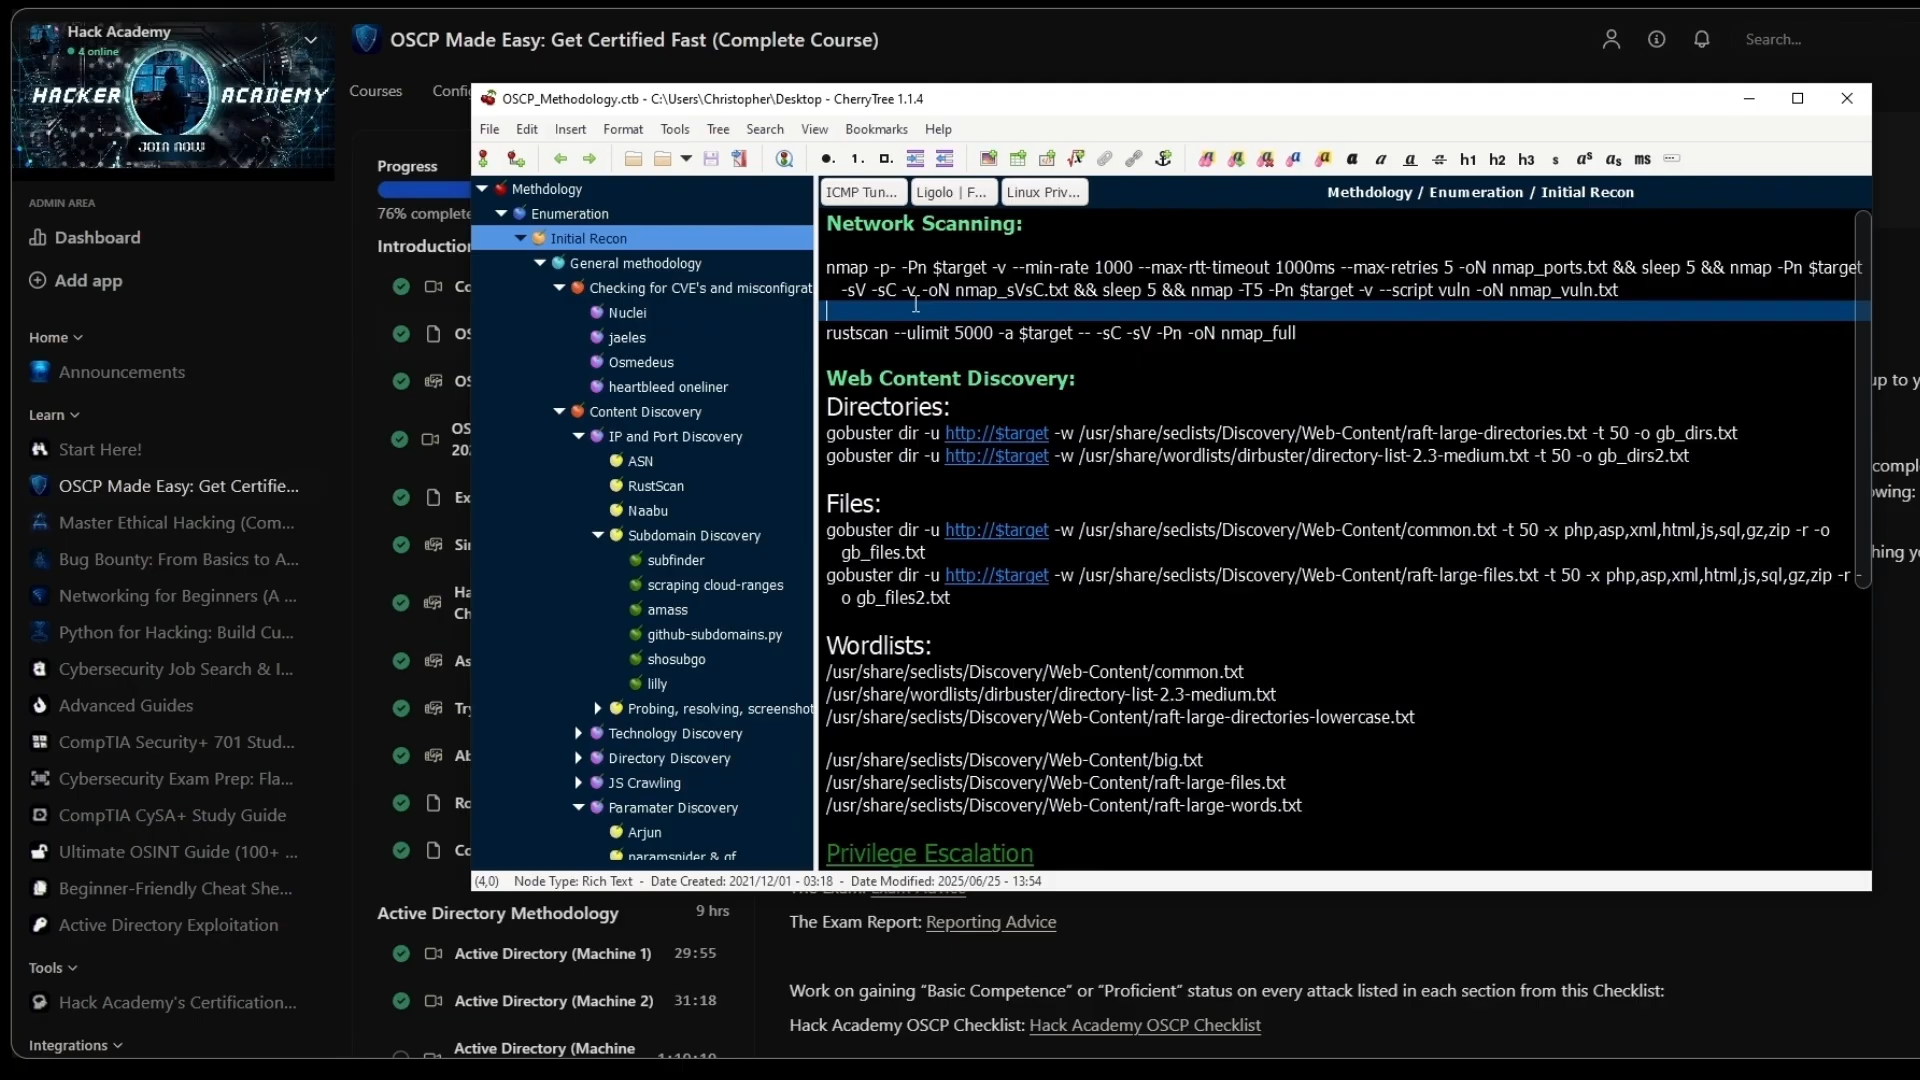 Hack Academy
4 online
HACKER ACADEMY
JOIN NOW
ADMIN AREA
Dashboard
Add app
Home
Announcements
Learn
Start Here!
OSCP Made Easy: Get Certifie...
Master Ethical Hacking (Com...
Bug Bounty: From Basics to A...
Networking for Beginners (A ...
Python for Hacking: Build Cu...
Cybersecurity Job Search & I...
Advanced Guides
CompTIA Security+ 701 Stud...
Cybersecurity Exam Prep: Fla...
CompTIA CySA+ Study Guide
Ultimate OSINT Guide (100+ ...
Beginner-Friendly Cheat She...
Active Directory Exploitation
Tools
Hack Academy's Certification...
Integrations
OSCP Made Easy: Get Certified Fast (Complete Course)
Search...
Courses
Progress
76% complete
OSCP_Methodology.ctb - C:\Users\Christopher\Desktop - CherryTree 1.1.4
File Edit Insert Format Tools Tree Search View Bookmarks Help
h1 h2 h3 s aˢ aₛ ms
Methdology
Enumeration
Initial Recon
General methodology
Checking for CVE's and misconfigrat
Nuclei
jaeles
Osmedeus
heartbleed oneliner
Content Discovery
IP and Port Discovery
ASN
RustScan
Naabu
Subdomain Discovery
subfinder
scraping cloud-ranges
amass
github-subdomains.py
shosubgo
lilly
Probing, resolving, screenshot
Technology Discovery
Directory Discovery
JS Crawling
Paramater Discovery
Arjun
paramspider & gf
ICMP Tun... Ligolo | F... Linux Priv...
Methdology / Enumeration / Initial Recon
Network Scanning:
nmap -p- -Pn $target -v --min-rate 1000 --max-rtt-timeout 1000ms --max-retries 5 -oN nmap_ports.txt && sleep 5 && nmap -Pn $target
-sV -sC -v -oN nmap_sVsC.txt && sleep 5 && nmap -T5 -Pn $target -v --script vuln -oN nmap_vuln.txt
rustscan --ulimit 5000 -a $target -- -sC -sV -Pn -oN nmap_full
Web Content Discovery:
Directories:
gobuster dir -u http://$target -w /usr/share/seclists/Discovery/Web-Content/raft-large-directories.txt -t 50 -o gb_dirs.txt
gobuster dir -u http://$target -w /usr/share/wordlists/dirbuster/directory-list-2.3-medium.txt -t 50 -o gb_dirs2.txt
Files:
gobuster dir -u http://$target -w /usr/share/seclists/Discovery/Web-Content/common.txt -t 50 -x php,asp,xml,html,js,sql,gz,zip -r -o
gb_files.txt
gobuster dir -u http://$target -w /usr/share/seclists/Discovery/Web-Content/raft-large-files.txt -t 50 -x php,asp,xml,html,js,sql,gz,zip -r -
o gb_files2.txt
Wordlists:
/usr/share/seclists/Discovery/Web-Content/common.txt
/usr/share/wordlists/dirbuster/directory-list-2.3-medium.txt
/usr/share/seclists/Discovery/Web-Content/raft-large-directories-lowercase.txt
/usr/share/seclists/Discovery/Web-Content/big.txt
/usr/share/seclists/Discovery/Web-Content/raft-large-files.txt
/usr/share/seclists/Discovery/Web-Content/raft-large-words.txt
Privilege Escalation
(4,0) Node Type: Rich Text - Date Created: 2021/12/01 - 03:18 - Date Modified: 2025/06/25 - 13:54
Active Directory Methodology 9 hrs
Active Directory (Machine 1) 29:55
Active Directory (Machine 2) 31:18
Active Directory (Machine
The Exam Report: Reporting Advice
Work on gaining “Basic Competence” or “Proficient” status on every attack listed in each section from this Checklist:
Hack Academy OSCP Checklist: Hack Academy OSCP Checklist